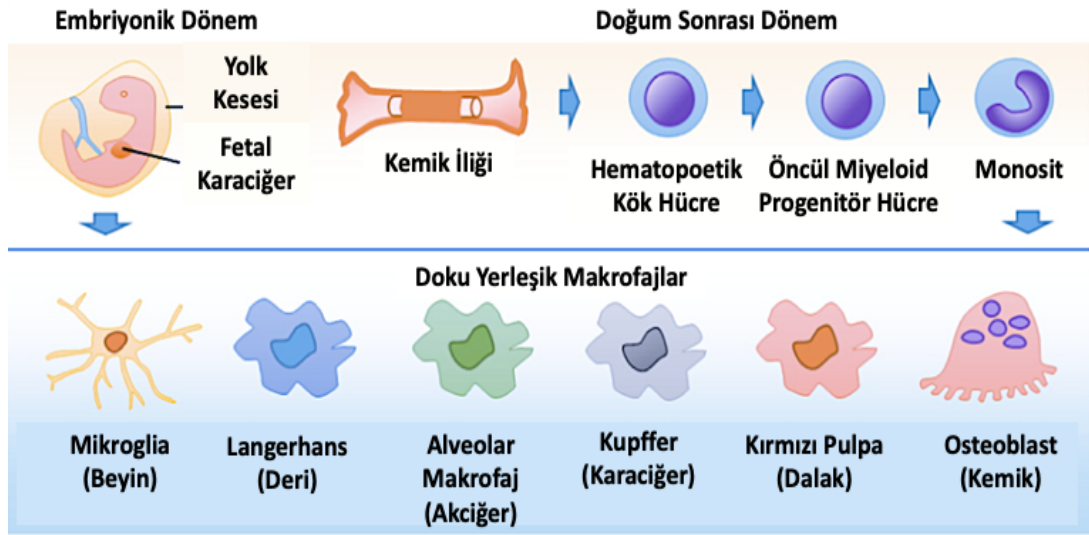 Embriyonik Dönem
Doğum Sonrası Dönem
Yolk
Kesesi
Fetal
Karaciğer
Kemik İliği
Hematopoetik
Kök Hücre
Öncül Miyeloid
Progenitör Hücre
Monosit
Doku Yerleşik Makrofajlar
Mikroglia
(Beyin)
Langerhans
(Deri)
Alveolar
Makrofaj
(Akciğer)
Kupffer
(Karaciğer)
Kırmızı Pulpa
(Dalak)
Osteoblast
(Kemik)